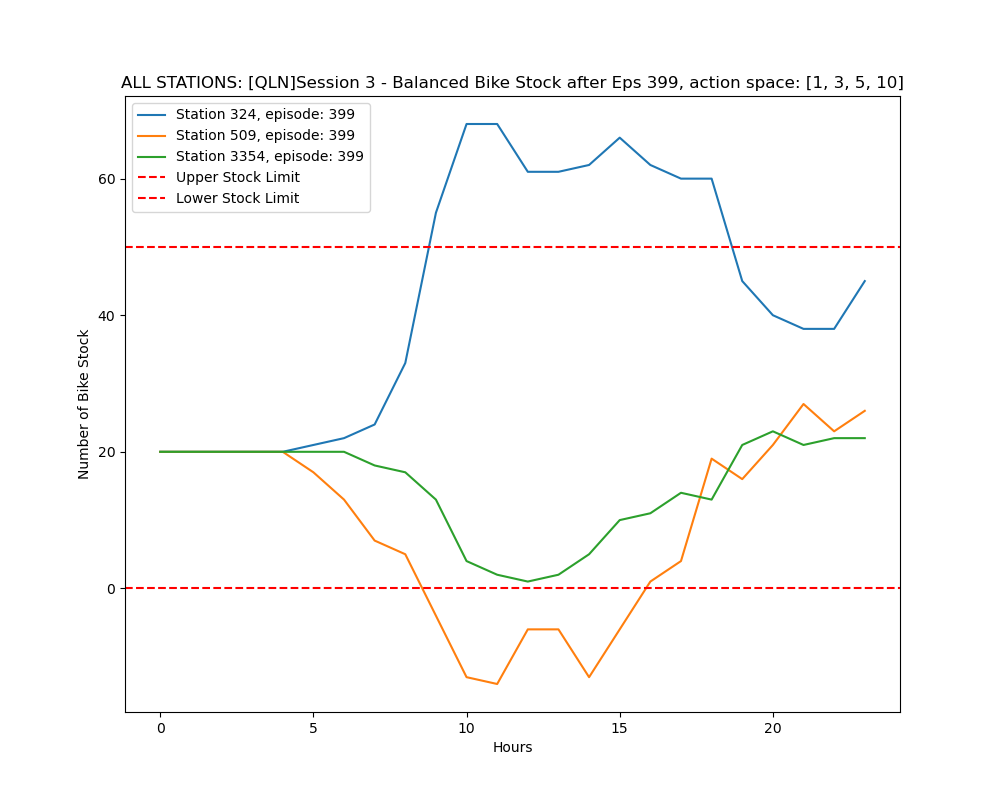 ALL STATIONS: [QLN]Session 3 - Balanced Bike Stock after Eps 399, action space: [1, 3, 5, 10]
Station 324, episode: 399
Station 509, episode: 399
Station 3354, episode: 399
Upper Stock Limit
Lower Stock Limit
60
40
20
0
Number of Bike Stock
0
5
10
15
20
Hours